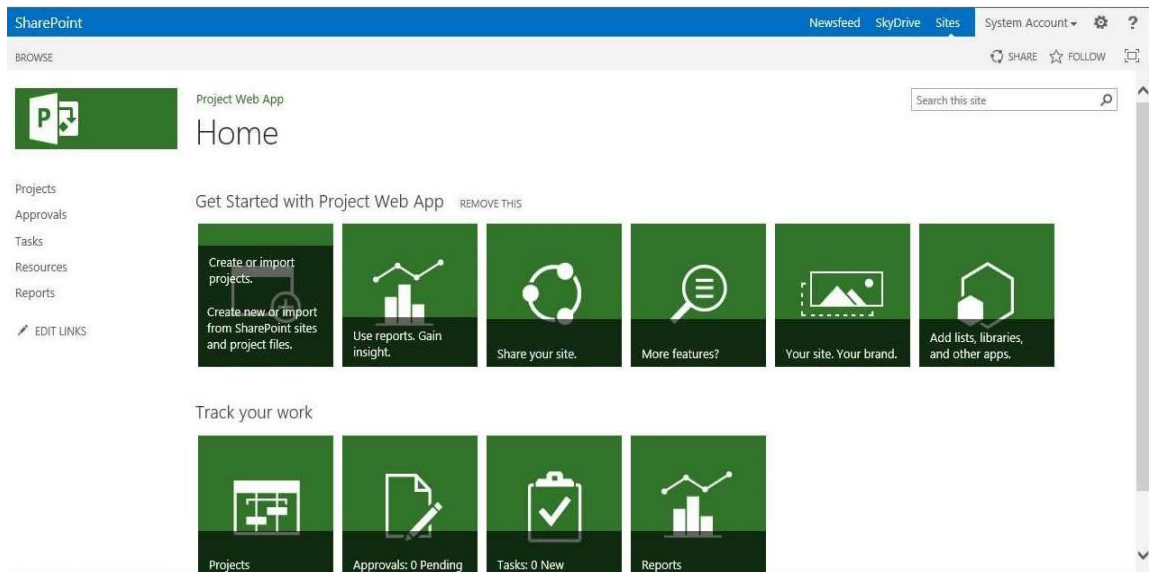 SharePoint
Newsfeed SkyDrive Sites System Account ?
BROWSE
SHARE FOLLOW
P
Project Web App
Search this site
Home
Projects
Approvals
Tasks
Resources
Reports
EDIT LINKS
Get Started with Project Web App REMOVE THIS
Create or import
projects.
Create new or import
from SharePoint sites
and project files.
Use reports. Gain
insight.
Share your site.
More features?
Your site. Your brand.
Add lists, libraries,
and other apps.
Track your work
Projects
Approvals: 0 Pending
Tasks: 0 New
Reports